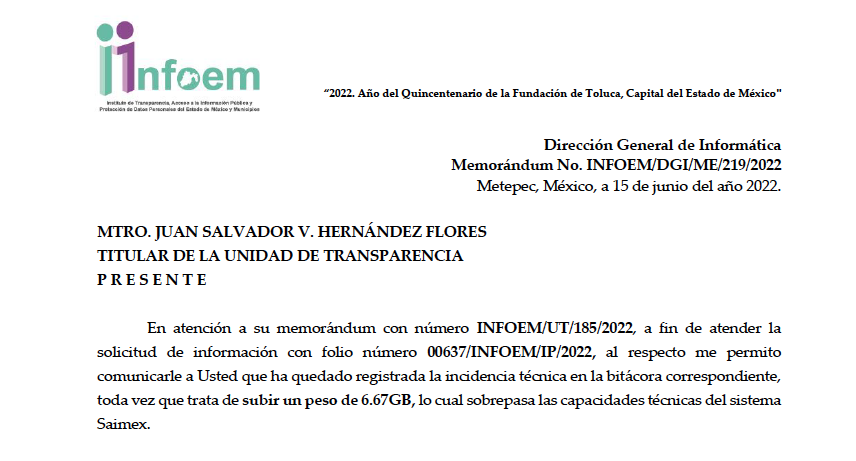 infoem
Instituto de Transparencia, Acceso a la Información Pública y
Protección de Datos Personales del Estado de México y Municipios
“2022. Año del Quincentenario de la Fundación de Toluca, Capital del Estado de México"
Dirección General de Informática
Memorándum No. INFOEM/DGI/ME/219/2022
Metepec, México, a 15 de junio del año 2022.
MTRO. JUAN SALVADOR V. HERNÁNDEZ FLORES
TITULAR DE LA UNIDAD DE TRANSPARENCIA
P R E S E N T E
En atención a su memorándum con número INFOEM/UT/185/2022, a fin de atender la
solicitud de información con folio número 00637/INFOEM/IP/2022, al respecto me permito
comunicarle a Usted que ha quedado registrada la incidencia técnica en la bitácora correspondiente,
toda vez que trata de subir un peso de 6.67GB, lo cual sobrepasa las capacidades técnicas del sistema
Saimex.